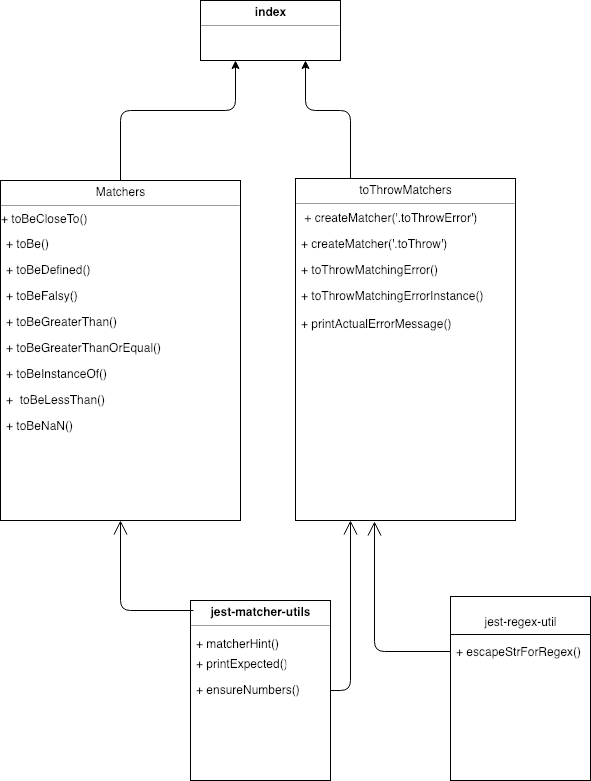 index
Matchers
+ toBeCloseTo()
+ toBe()
+ toBeDefined()
+ toBeFalsy()
+ toBeGreaterThan()
+ toBeGreaterThanOrEqual()
+ toBeInstanceOf()
+ toBeLessThan()
+ toBeNaN()
toThrowMatchers
+ createMatcher('.toThrowError')
+ createMatcher('.toThrow')
+ toThrowMatchingError()
+ toThrowMatchingErrorInstance()
+ printActualErrorMessage()
jest-matcher-utils
+ matcherHint()
+ printExpected()
+ ensureNumbers()
jest-regex-util
+ escapeStrForRegex()